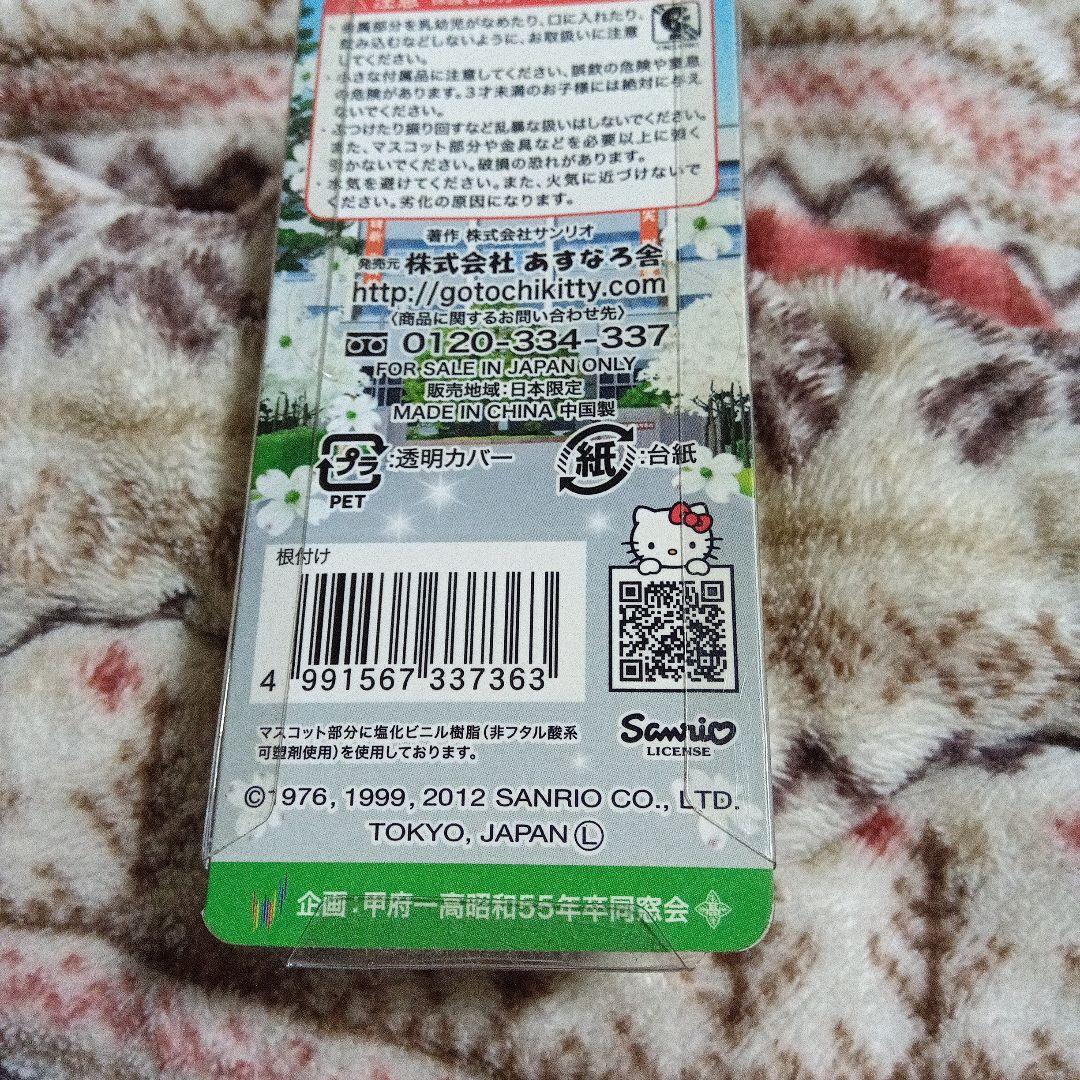 注意
・金属部分を乳幼児がなめたり、口に入れたり、
飲み込むなどしないように、お取扱いに注意
してください。
・小さな付属品に注意してください、誤飲の危険や窒息
の危険があります。3才未満のお子様には絶対に与え
ないでください。
・ぶつけたり振り回すなど乱暴な扱いはしないでください。
また、マスコット部分や金具などを必要以上に強く
引かないでください。破損の恐れがあります。
・水気を避けてください。また、火気に近づけないで
ください。劣化の原因になります。
著作 株式会社サンリオ
発売元 株式会社 あすなろ舎
http://gotochikitty.com
〈商品に関するお問い合わせ先〉
0120-334-337
FOR SALE IN JAPAN ONLY
販売地域:日本限定
MADE IN CHINA 中国製
プラ :透明カバー
PET
紙 :台紙
根付け
4 991567 337363
マスコット部分に塩化ビニル樹脂(非フタル酸系
可塑剤使用)を使用しております。
Sanrio
LICENSE
©1976, 1999, 2012 SANRIO CO., LTD.
TOKYO, JAPAN Ⓛ
企画:甲府一高昭和55年卒同窓会